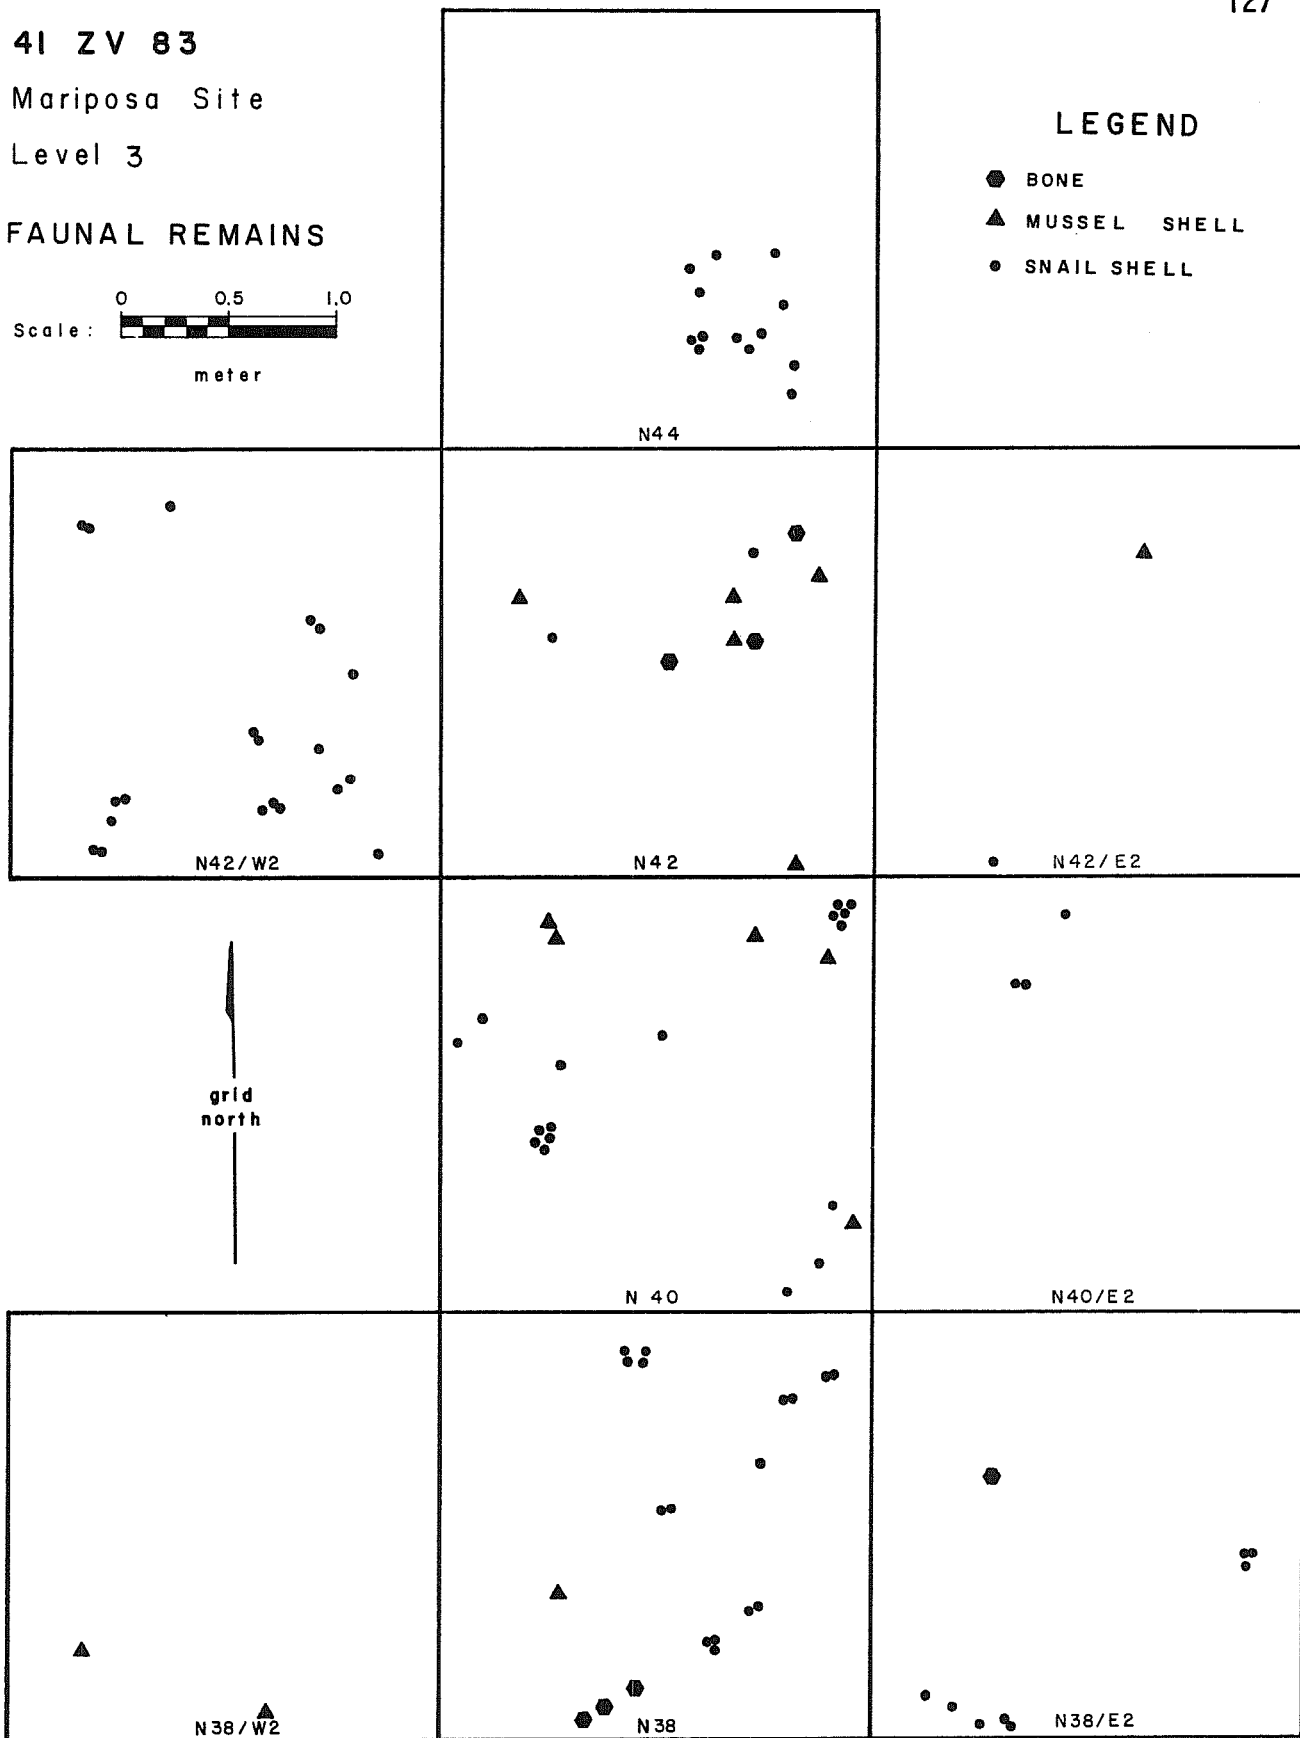 127
41 ZV 83
Mariposa Site
Level 3
FAUNAL REMAINS
0 0.5 1.0
Scale:
meter
LEGEND
BONE
MUSSEL SHELL
SNAIL SHELL
N44
N42/W2
N42
N42/E2
grid
north
N 40
N40/E2
N38/W2
N38
N38/E2